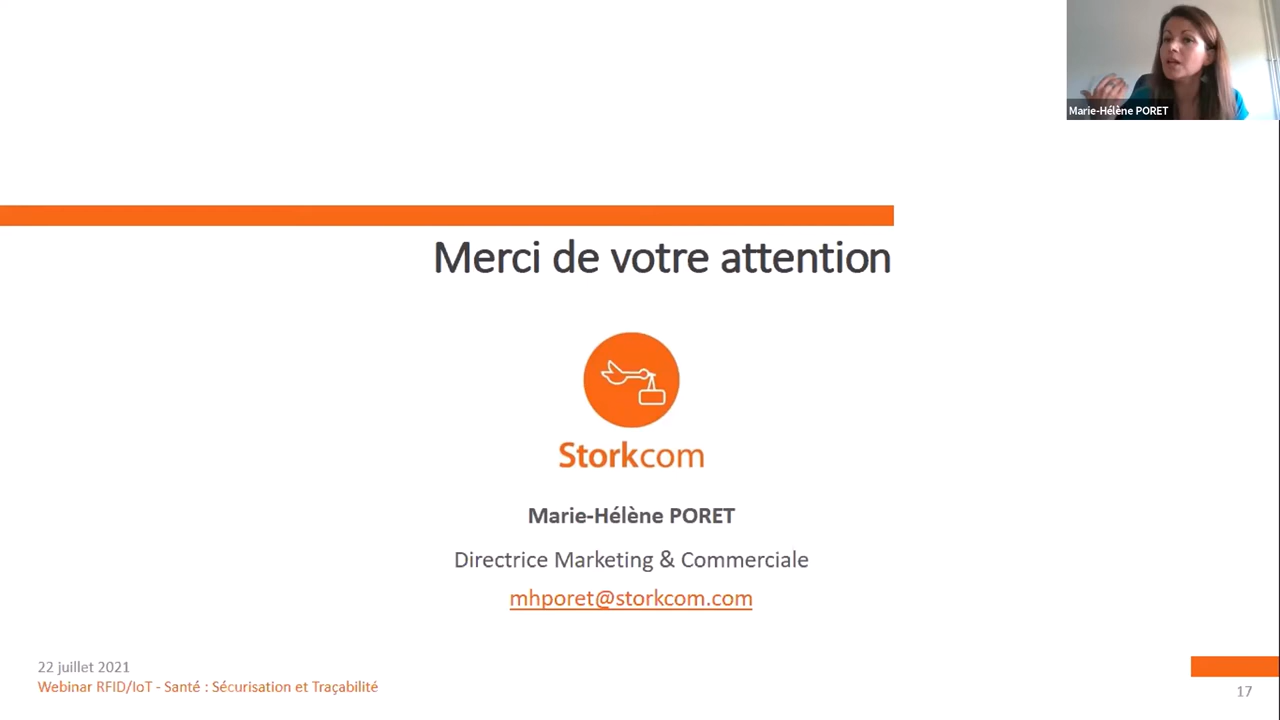 Marie-Hélène PORET
Merci de votre attention
Storkcom
Marie-Hélène PORET
Directrice Marketing & Commerciale
mhporet@storkcom.com
22 juillet 2021
Webinar RFID/IoT - Santé : Sécurisation et Traçabilité
17